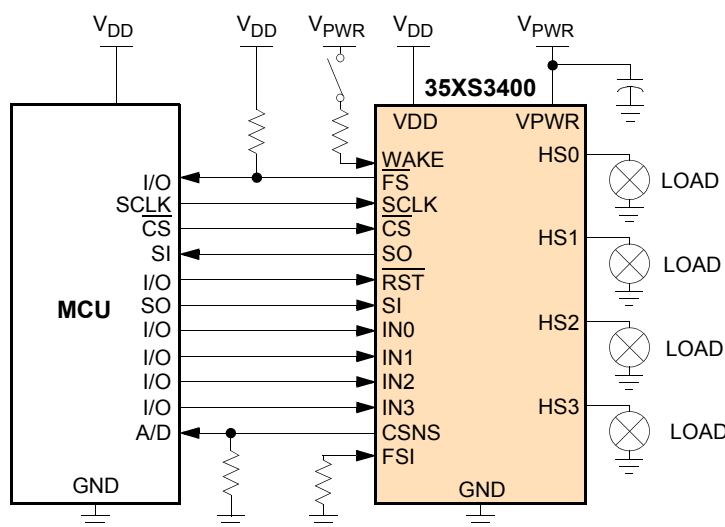 VDD VDD VPWR VDD VPWR
35XS3400
VDD VPWR
WAKE HS0
I/O FS LOAD
SCLK SCLK
CS CS
SI SO HS1
LOAD
I/O RST
MCU
SO SI
I/O IN0 HS2
I/O IN1 LOAD
I/O IN2
I/O IN3 HS3
A/D CSNS LOAD
FSI
GND GND